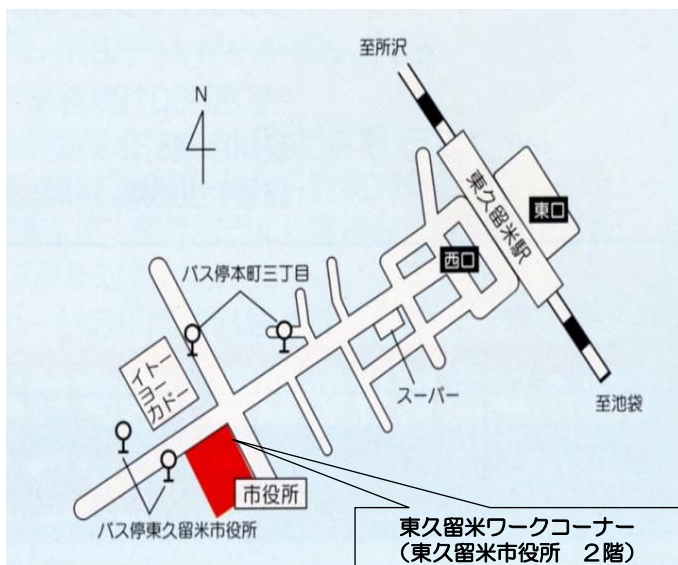 至所沢
N
東久留米駅
東口
西口
バス停本町三丁目
イトー
ヨー
カドー
スーパー
至池袋
市役所
バス停東久留米市役所
東久留米ワークコーナー
（東久留米市役所　２階）